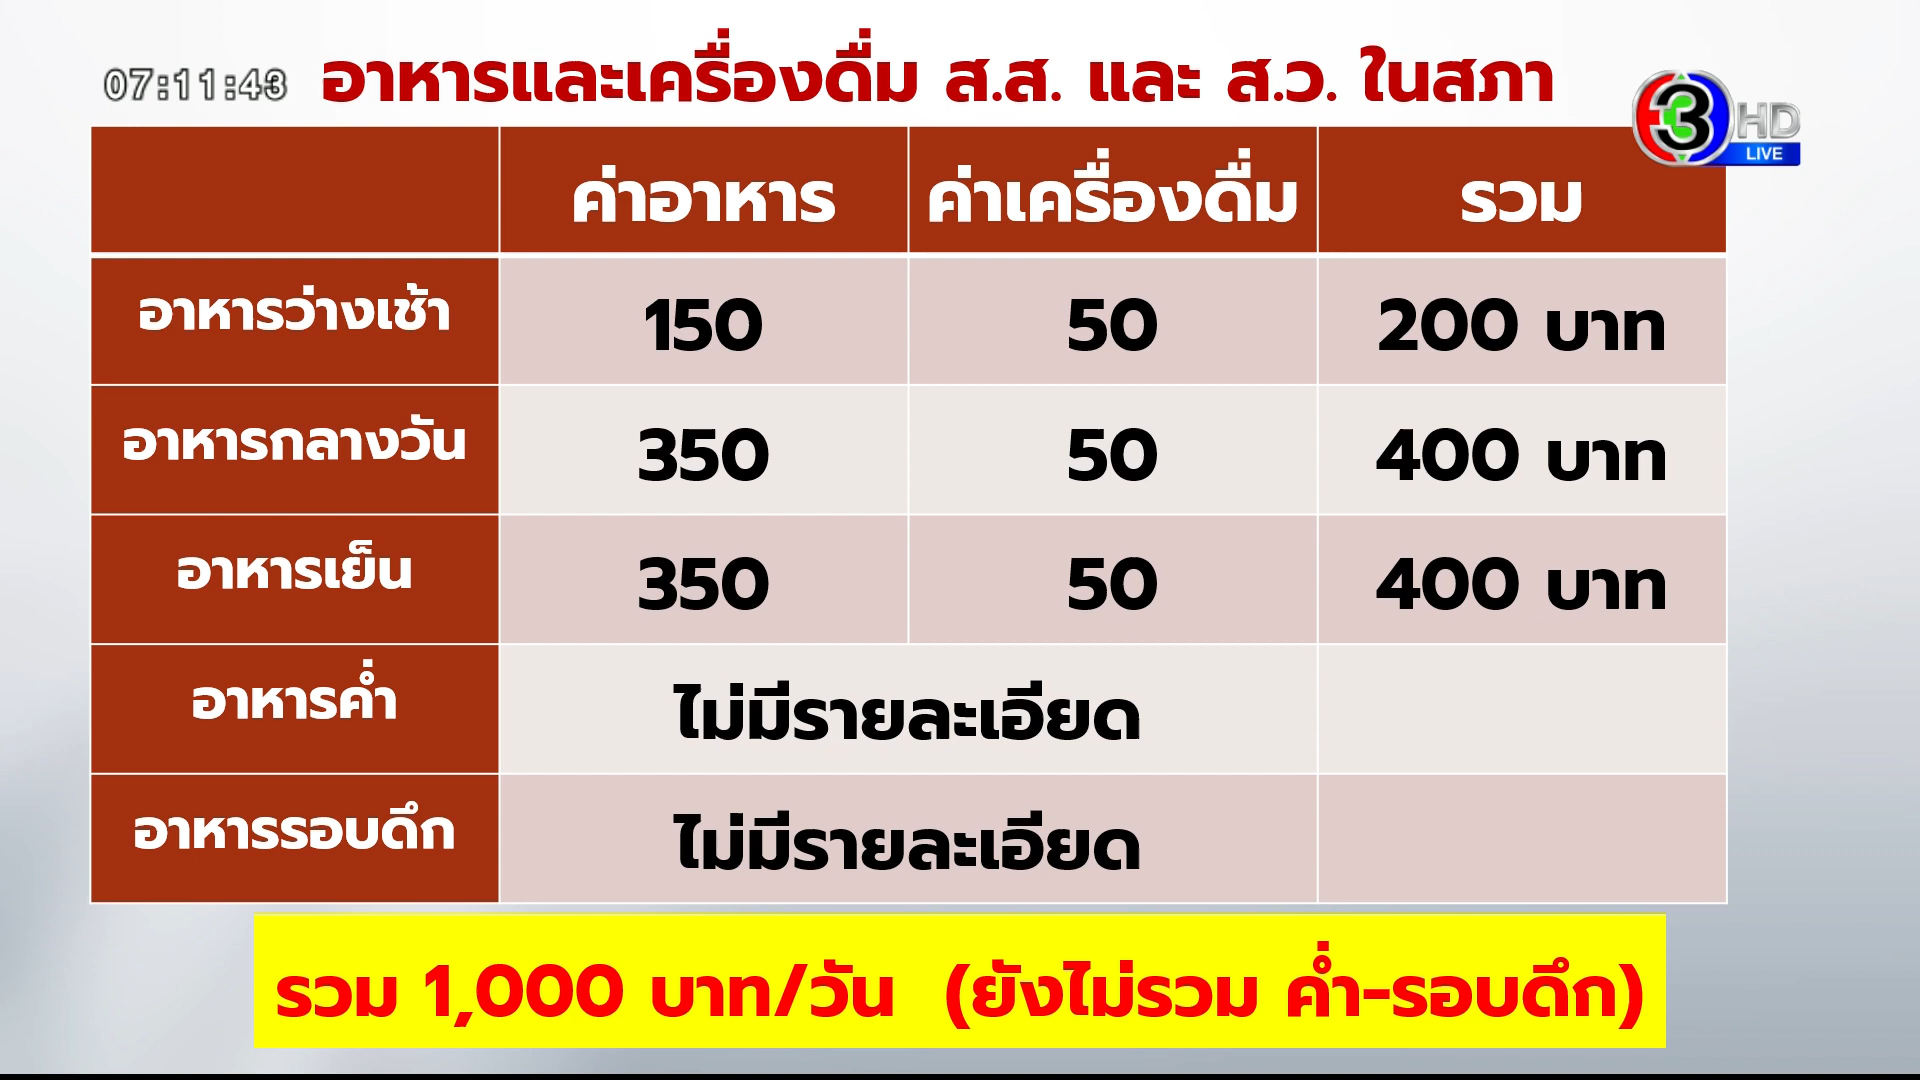 07:11:43
อาหารและเครื่องดื่ม ส.ส. และ ส.ว. ในสภา
3 HD
LIVE
ค่าอาหาร ค่าเครื่องดื่ม รวม
อาหารว่างเช้า 150 50 200 บาท
อาหารกลางวัน 350 50 400 บาท
อาหารเย็น 350 50 400 บาท
อาหารค่ำ ไม่มีรายละเอียด
อาหารรอบดึก ไม่มีรายละเอียด
รวม 1,000 บาท/วัน (ยังไม่รวม ค่ำ-รอบดึก)